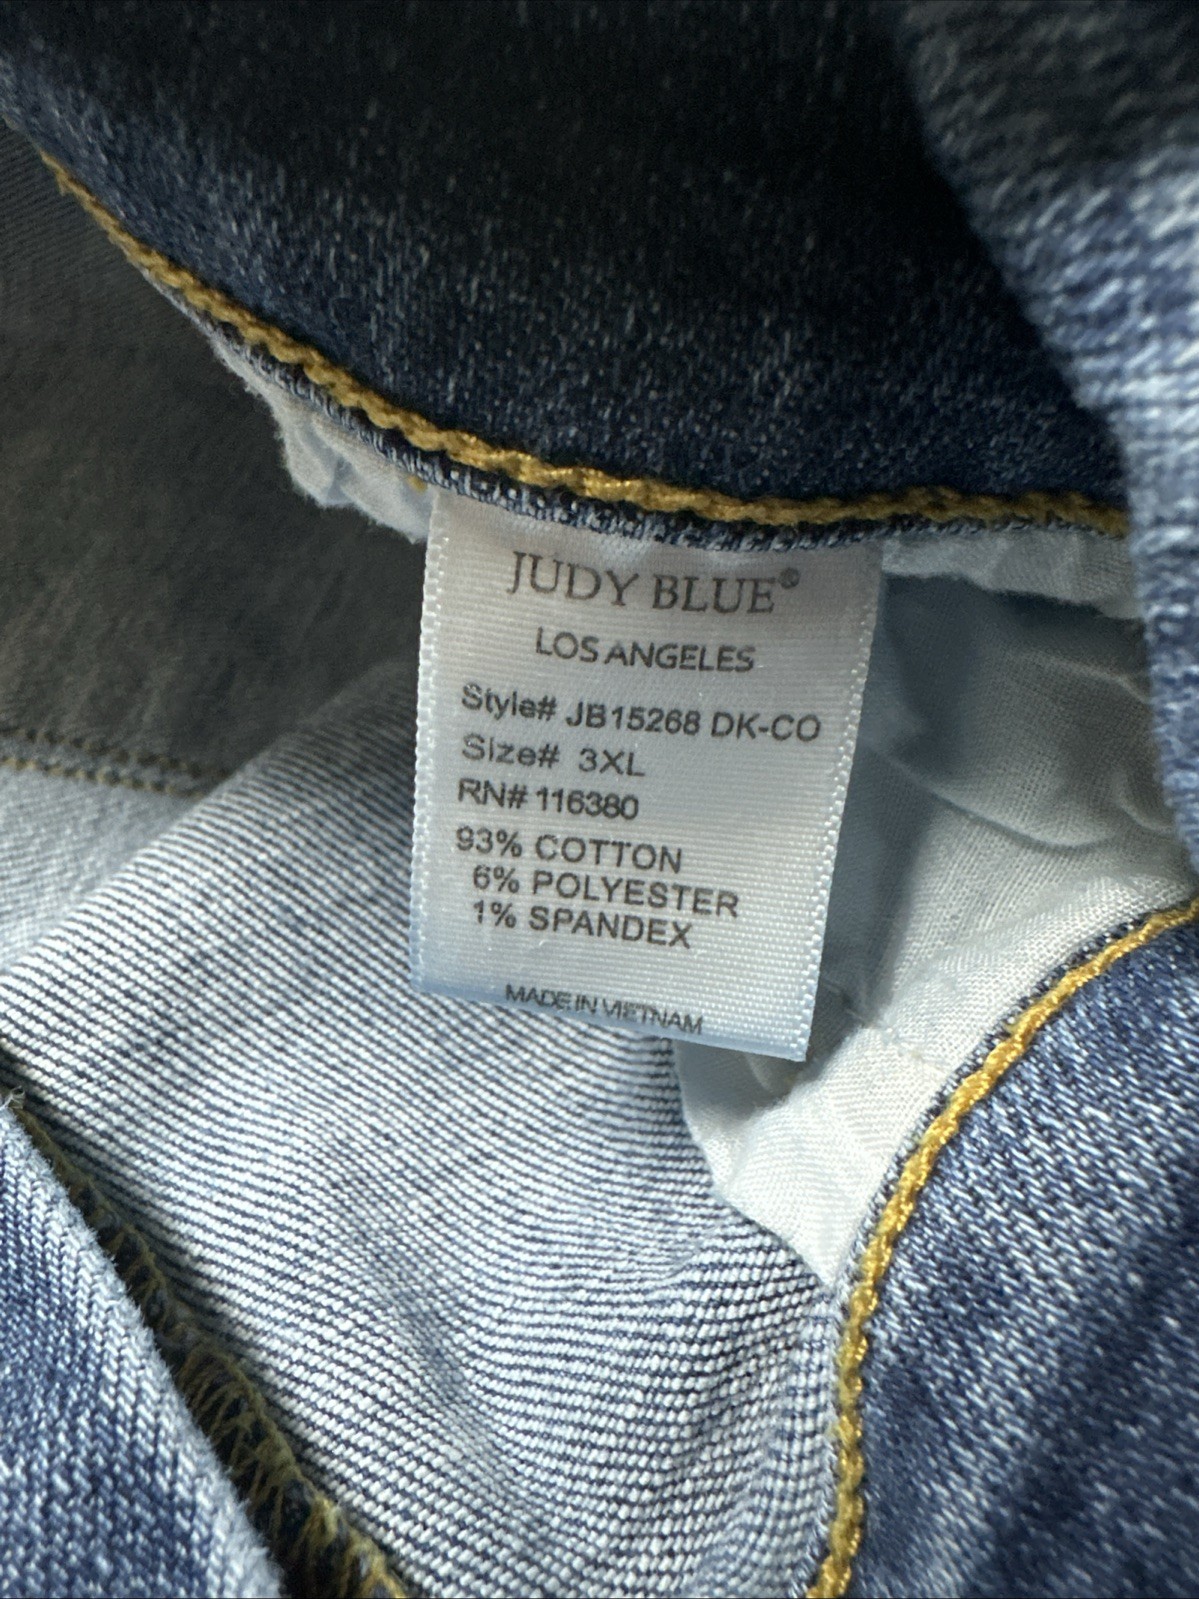 JUDY BLUE®
LOS ANGELES
Style# JB15268 DK-CO
Size# 3XL
RN# 116380
93% COTTON
6% POLYESTER
1% SPANDEX
MADE IN VIETNAM